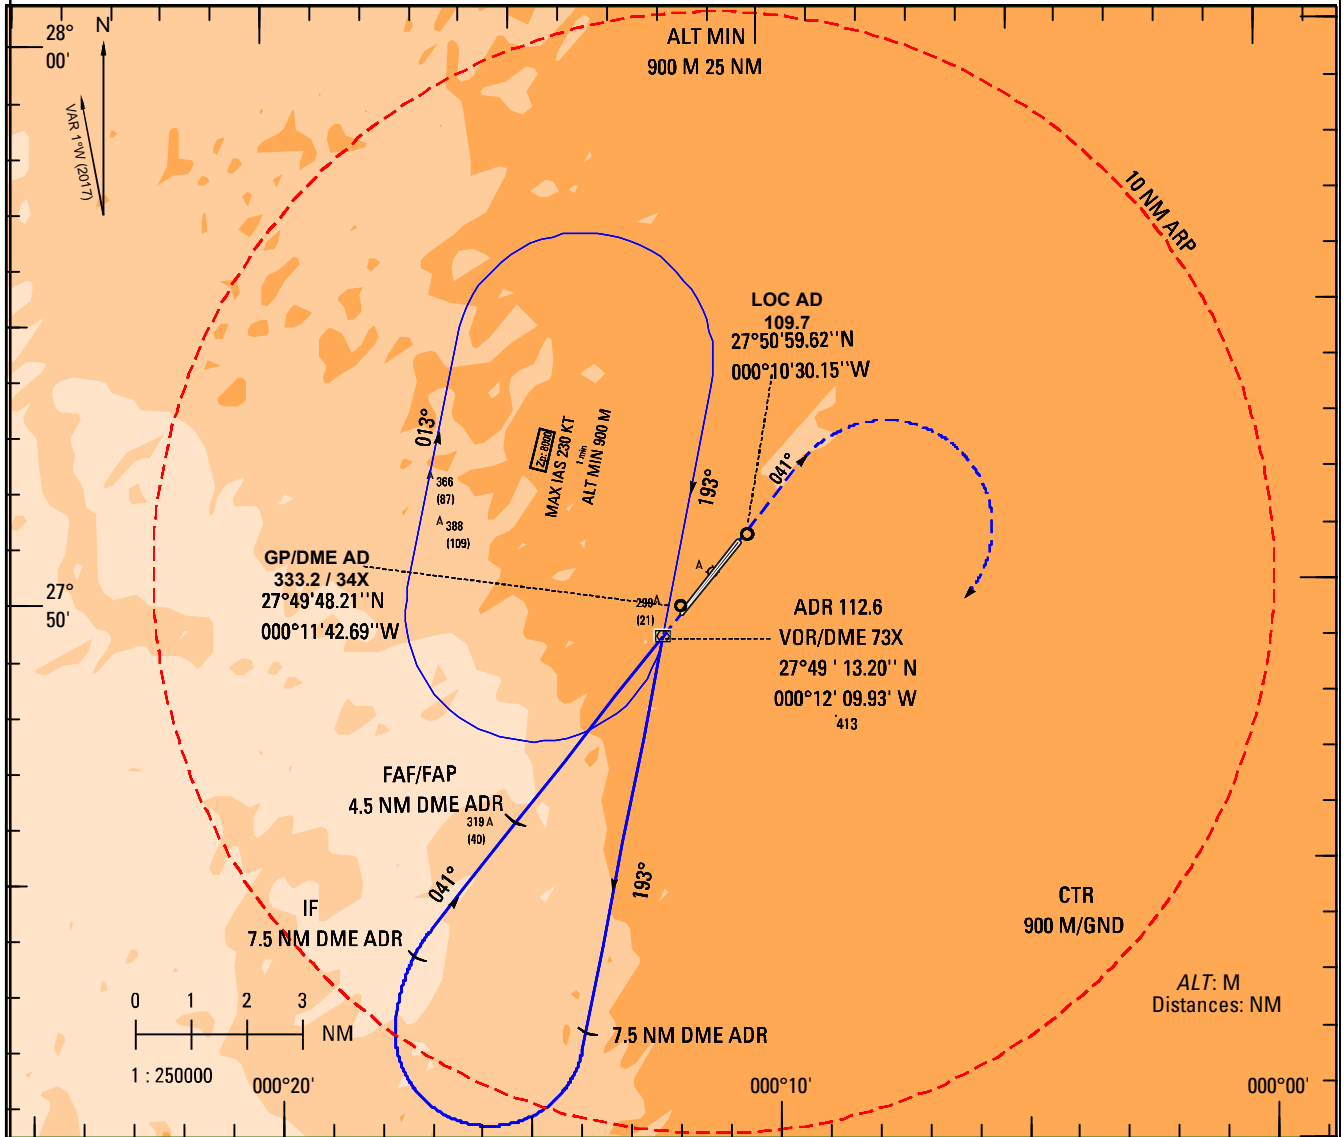 28°
00'
N
VAR 1°W (2017)
ALT MIN
900 M 25 NM
10 NM ARP
LOC AD
109.7
27°50'59.62''N
000°10'30.15''W
013°
Zp: 8000
MAX IAS 230 KT
1 min
ALT MIN 900 M
193°
041°
A 366
(87)
A 388
(109)
GP/DME AD
333.2 / 34X
27°49'48.21''N
000°11'42.69''W
27°
50'
A
299 A
(21)
ADR 112.6
VOR/DME 73X
27°49 ' 13.20'' N
000°12' 09.93' W
413
FAF/FAP
4.5 NM DME ADR
319 A
(40)
041°
193°
IF
7.5 NM DME ADR
CTR
900 M/GND
ALT: M
Distances: NM
0 1 2 3
NM
7.5 NM DME ADR
1 : 250000
000°20'
000°10'
000°00'